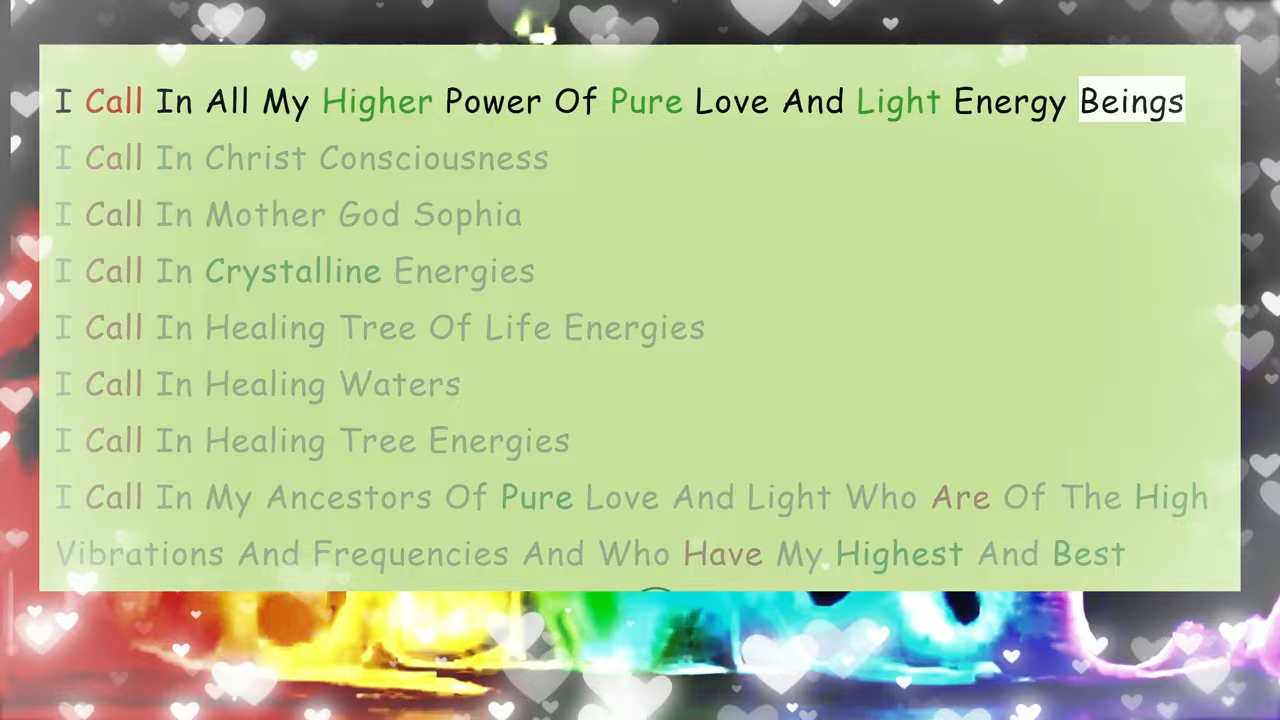 I Call In All My Higher Power Of Pure Love And Light Energy Beings
I Call In Christ Consciousness
I Call In Mother God Sophia
I Call In Crystalline Energies
I Call In Healing Tree Of Life Energies
I Call In Healing Waters
I Call In Healing Tree Energies
I Call In My Ancestors Of Pure Love And Light Who Are Of The High
Vibrations And Frequencies And Who Have My Highest And Best